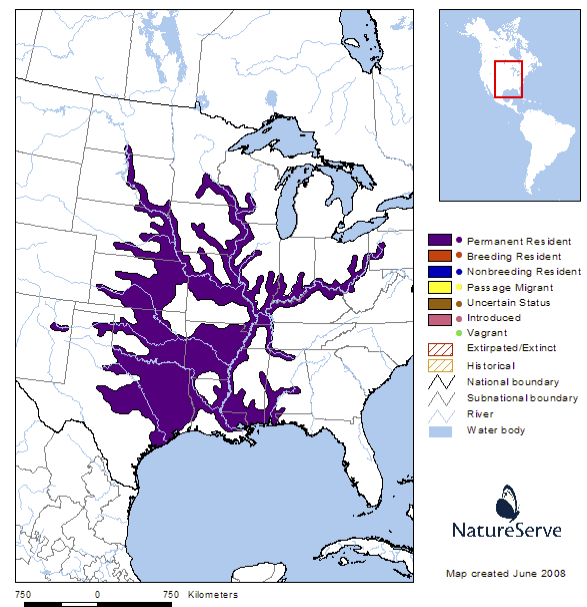 Permanent Resident
Breeding Resident
Nonbreeding Resident
Passage Migrant
Uncertain Status
Introduced
Vagrant
Extirpated/Extinct
Historical
National boundary
Subnational boundary
River
Water body
NatureServe
Map created June 2008
750 0 750 Kilometers